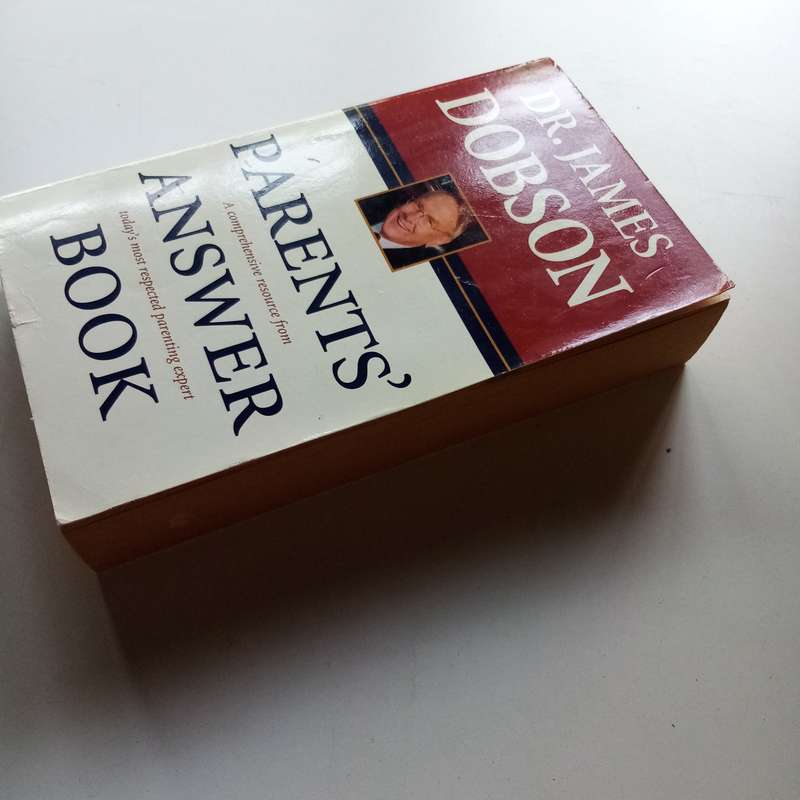 DR. JAMES
DOBSON
PARENTS'
A comprehensive resource from
ANSWER
today's most respected parenting expert
BOOK